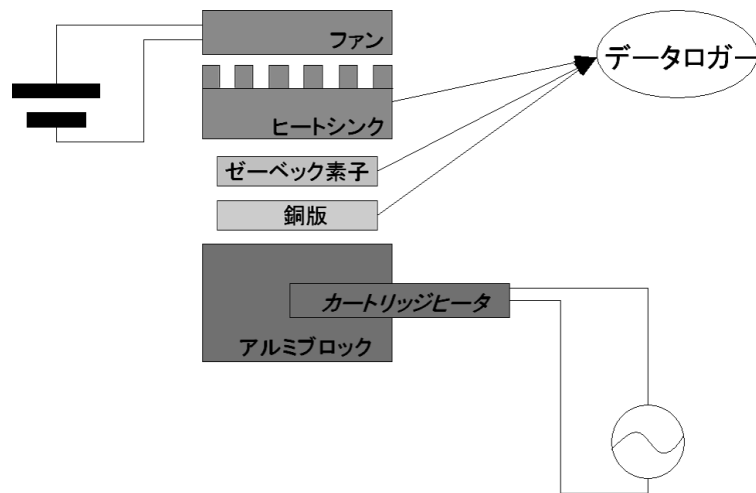 ファン
データロガー
ヒートシンク
ゼーベック素子
銅版
カートリッジヒータ
アルミブロック